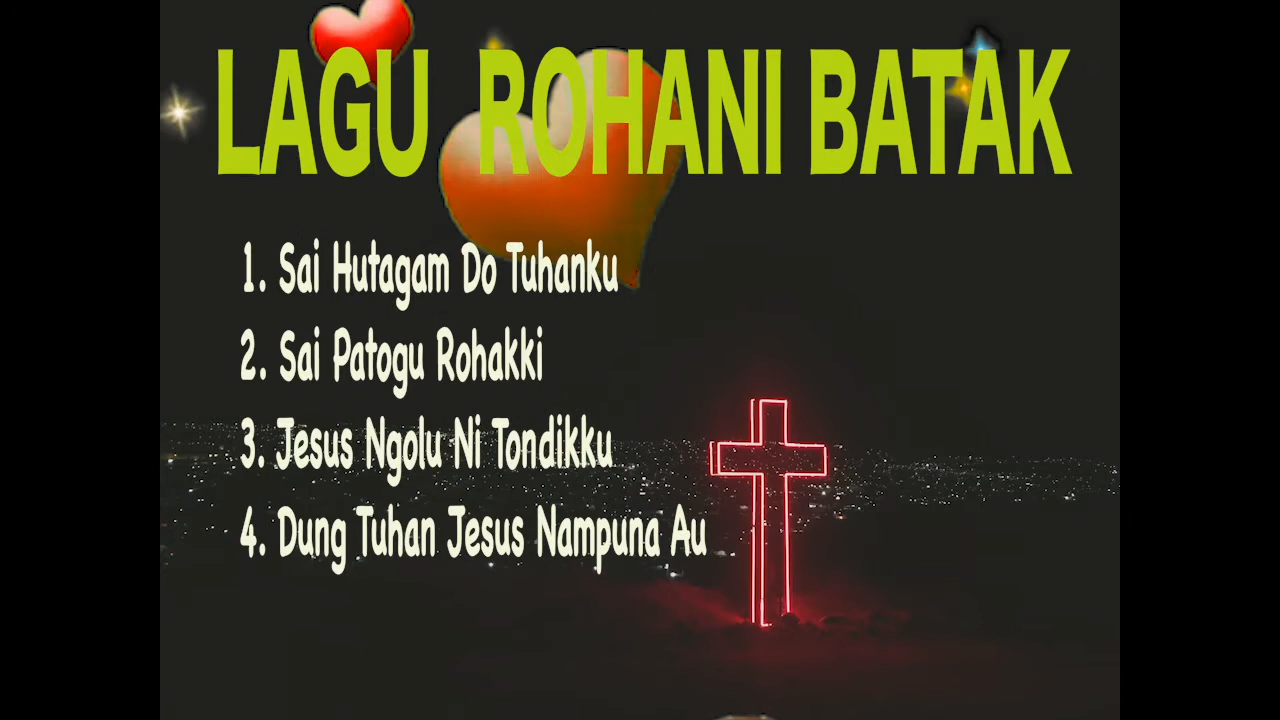 LAGU ROHANI BATAK
1. Sai Hutagam Do Tuhanku
2. Sai Patogu Rohakki
3. Jesus Ngolu Ni Tondikku
4. Dung Tuhan Jesus Nampuna Au